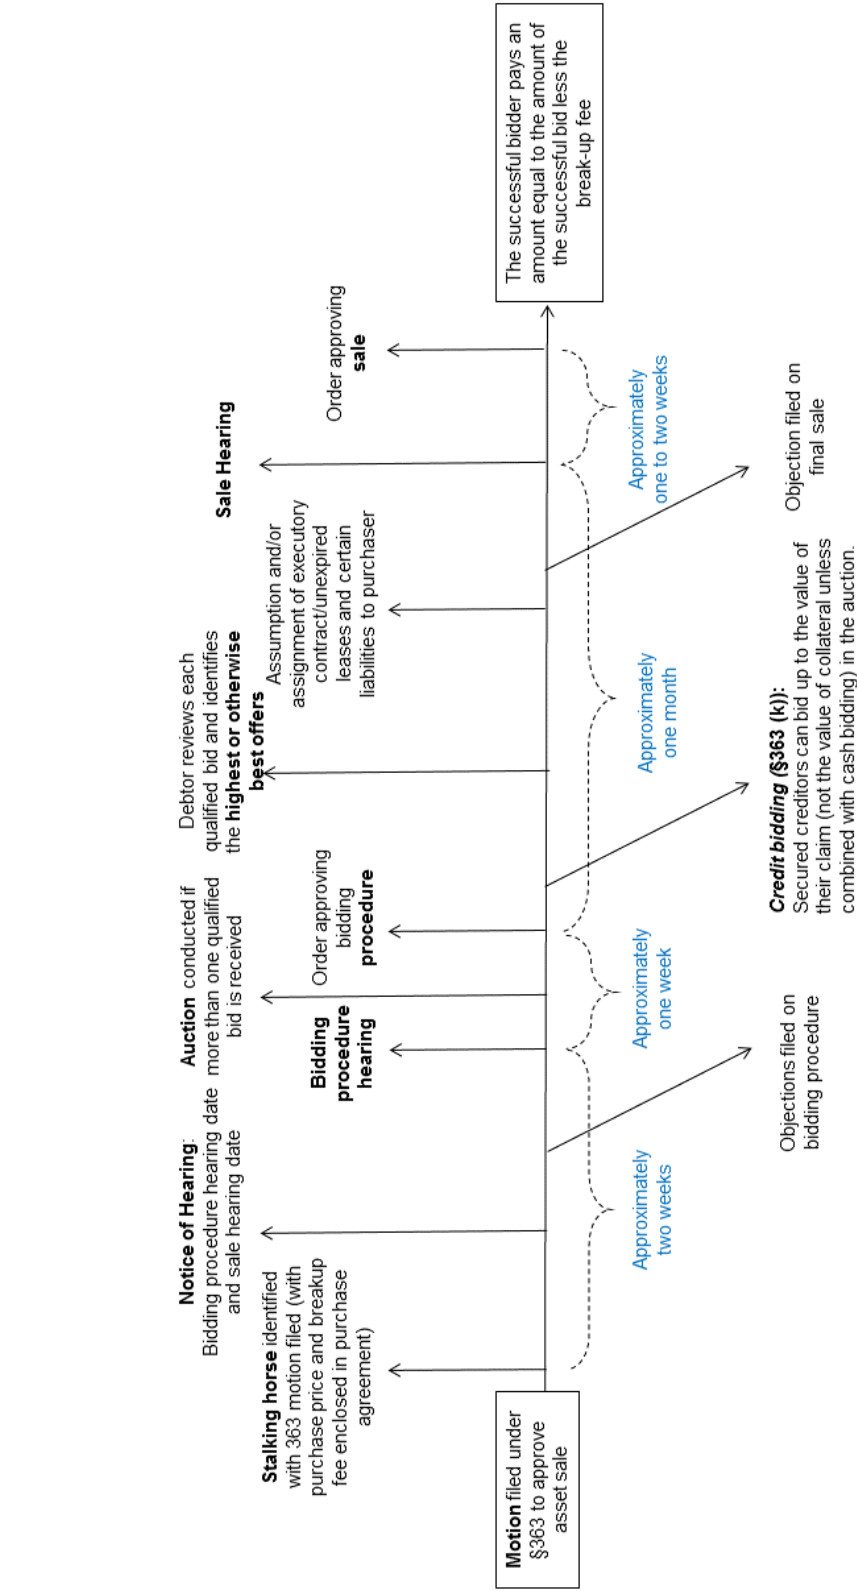 Motion filed under
§363 to approve
asset sale
Stalking horse identified
with 363 motion filed (with
purchase price and breakup
fee enclosed in purchase
agreement)
Notice of Hearing:
Bidding procedure hearing date
and sale hearing date
Bidding
procedure
hearing
Auction conducted if
more than one qualified
bid is received
Order approving
bidding
procedure
Debtor reviews each
qualified bid and identifies
the highest or otherwise
best offers
Assumption and/or
assignment of executory
contract/unexpired
leases and certain
liabilities to purchaser
Sale Hearing
Order approving
sale
The successful bidder pays an
amount equal to the amount of
the successful bid less the
break-up fee
Approximately
two weeks
Approximately
one week
Approximately
one month
Approximately
one to two weeks
Objections filed on
bidding procedure
Credit bidding (§363 (k)):
Secured creditors can bid up to the value of
their claim (not the value of collateral unless
combined with cash bidding) in the auction.
Objection filed on
final sale